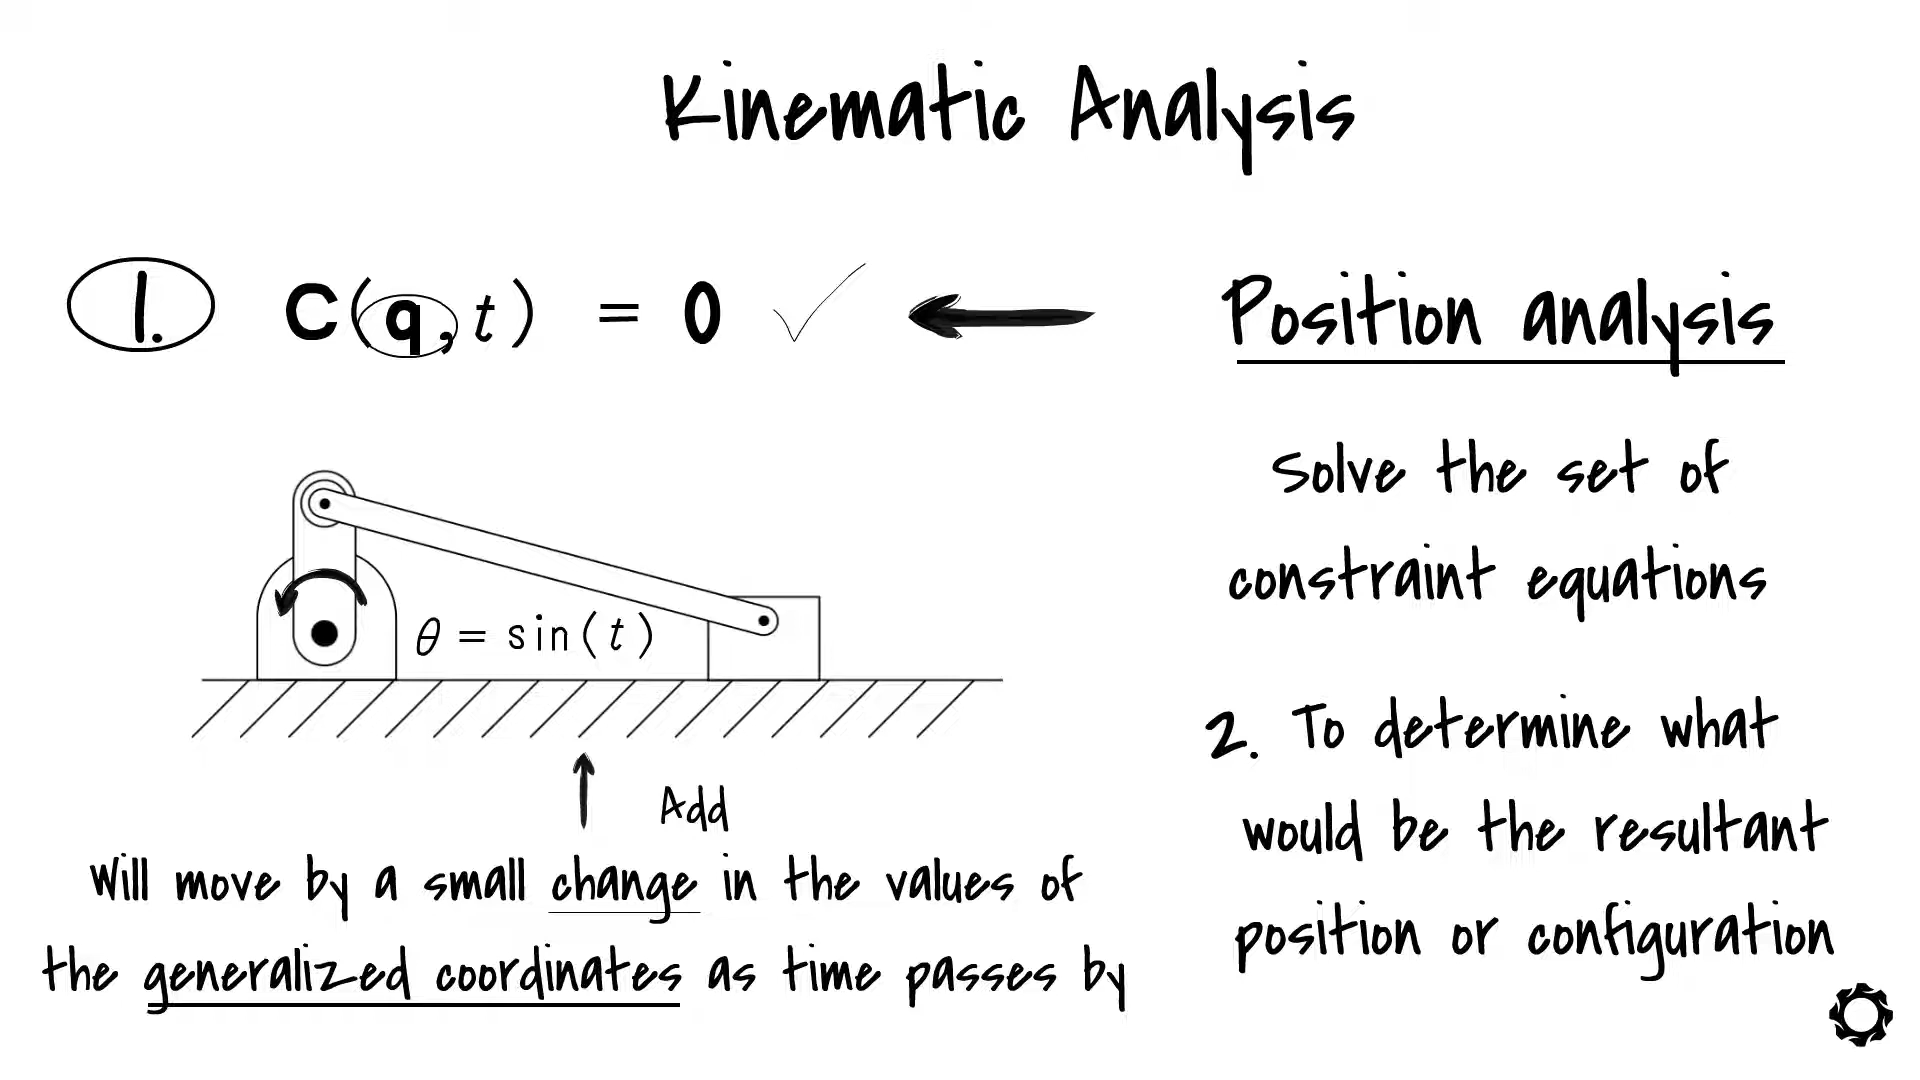 Kinematic Analysis
1. C(q,t) = 0
Position analysis
Solve the set of
constraint equations
θ = sin(t)
Add
Will move by a small change in the values of
the generalized coordinates as time passes by
2. To determine what
would be the resultant
position or configuration